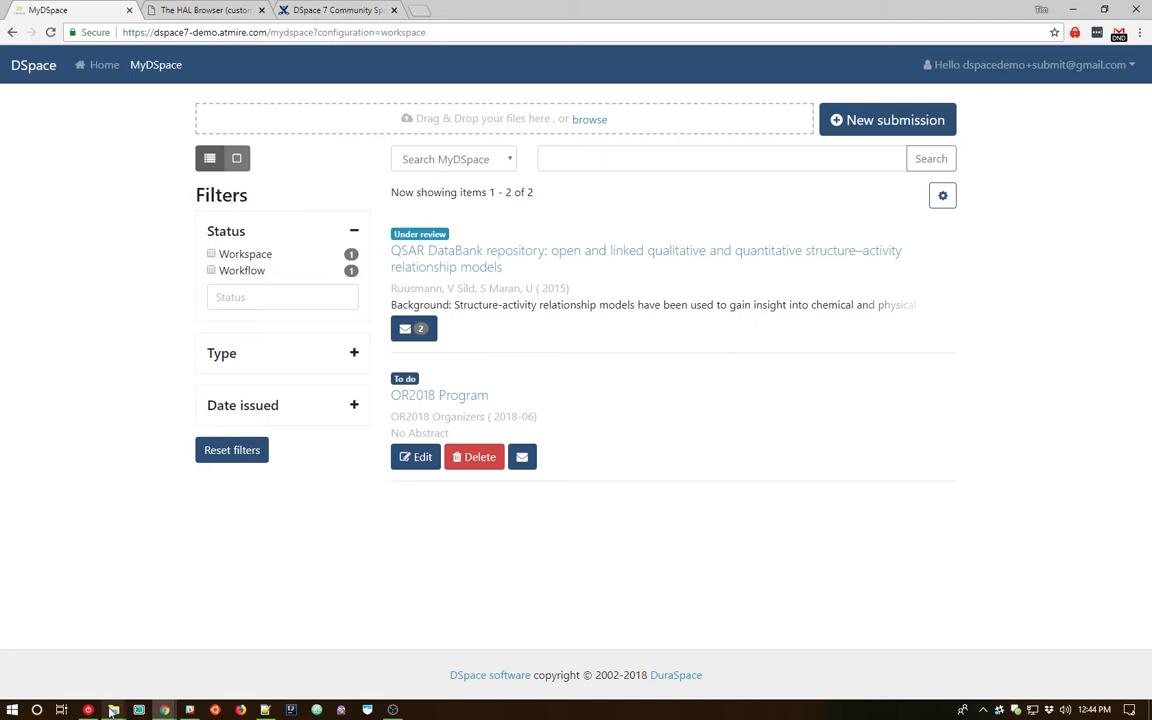 MyDSpace
The HAL Browser (custom
DSpace 7 Community Sp
Tim
Secure
https://dspace7-demo.atmire.com/mydspace?configuration=workspace
DND
DSpace
Home
MyDSpace
Hello dspacedemo+submit@gmail.com
Drag & Drop your files here , or browse
New submission
Search MyDSpace
Search
Filters
Now showing items 1 - 2 of 2
Status
Workspace 1
Workflow 1
Status
Type
Date issued
Reset filters
Under review
QSAR DataBank repository: open and linked qualitative and quantitative structure–activity
relationship models
Ruusmann, V Sild, S Maran, U ( 2015)
Background: Structure-activity relationship models have been used to gain insight into chemical and physical
2
To do
OR2018 Program
OR2018 Organizers ( 2018-06)
No Abstract
Edit
Delete
DSpace software copyright © 2002-2018 DuraSpace
12:44 PM